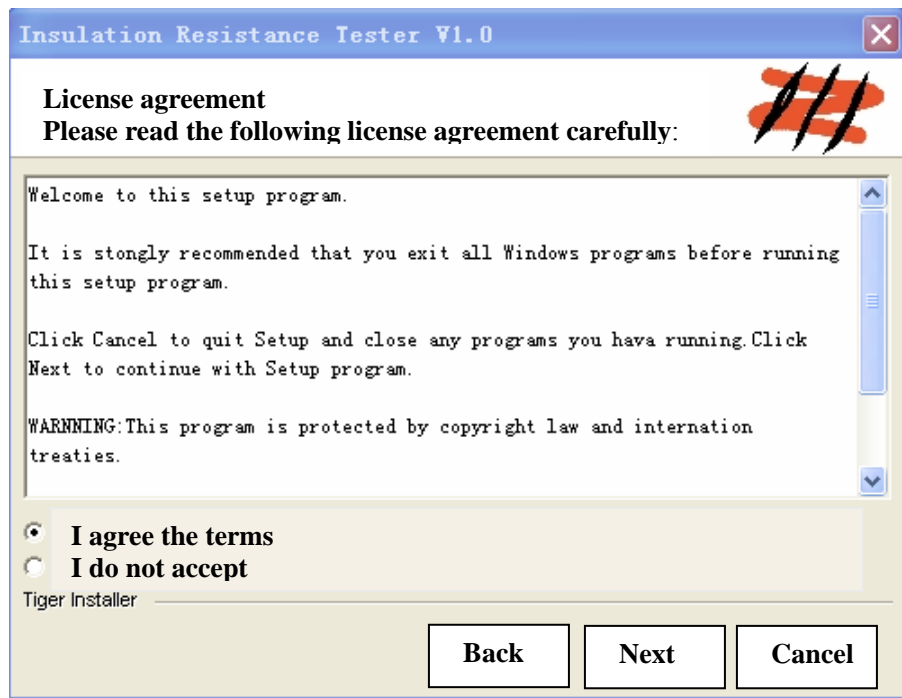 Insulation Resistance Tester V1.0
License agreement
Please read the following license agreement carefully:
Welcome to this setup program.
It is stongly recommended that you exit all Windows programs before running
this setup program.
Click Cancel to quit Setup and close any programs you hava running.Click
Next to continue with Setup program.
WARNNING:This program is protected by copyright law and internation
treaties.
I agree the terms
I do not accept
Tiger Installer
Back Next Cancel